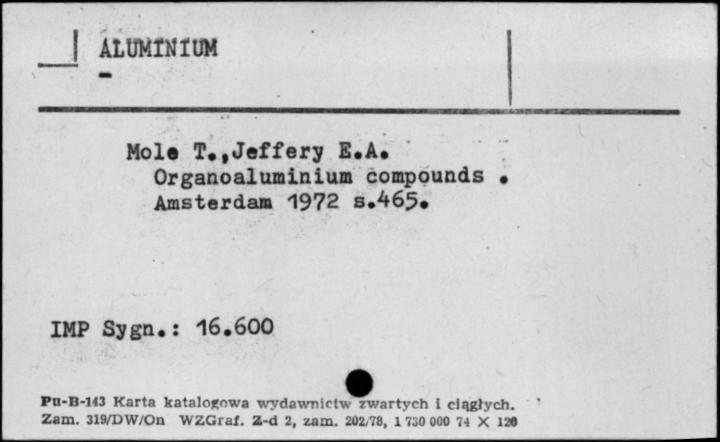 ALUMINIUM
-
Mole T.,Jeffery E.A.
Organoaluminium compounds .
Amsterdam 1972 s.465.
IMP Sygn.: 16.600
Pu-B-143 Karta katalogowa wydawnictw zwartych i ciągłych.
Zam. 319/DW/On WZGraf. Z-d 2, zam. 202/78, 1 730 000 74 X 120